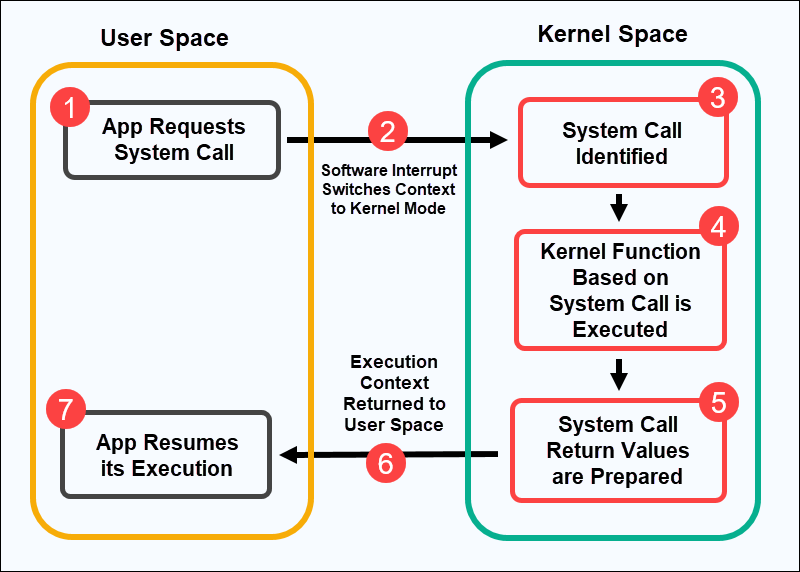 User Space
Kernel Space
1
App Requests
System Call
2
Software Interrupt
Switches Context
to Kernel Mode
3
System Call
Identified
4
Kernel Function
Based on
System Call is
Executed
5
System Call
Return Values
are Prepared
Execution
Context
Returned to
User Space
6
7
App Resumes
its Execution